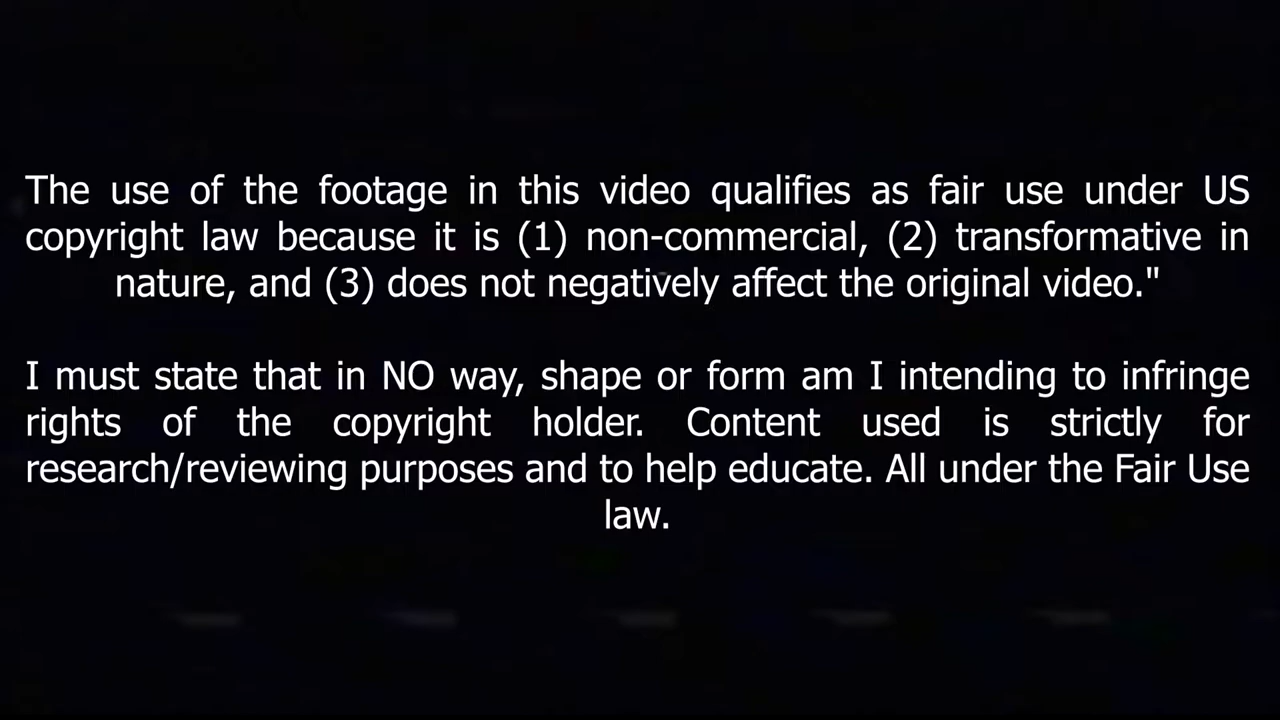 The use of the footage in this video qualifies as fair use under US
copyright law because it is (1) non-commercial, (2) transformative in
nature, and (3) does not negatively affect the original video."
I must state that in NO way, shape or form am I intending to infringe
rights of the copyright holder. Content used is strictly for
research/reviewing purposes and to help educate. All under the Fair Use
law.